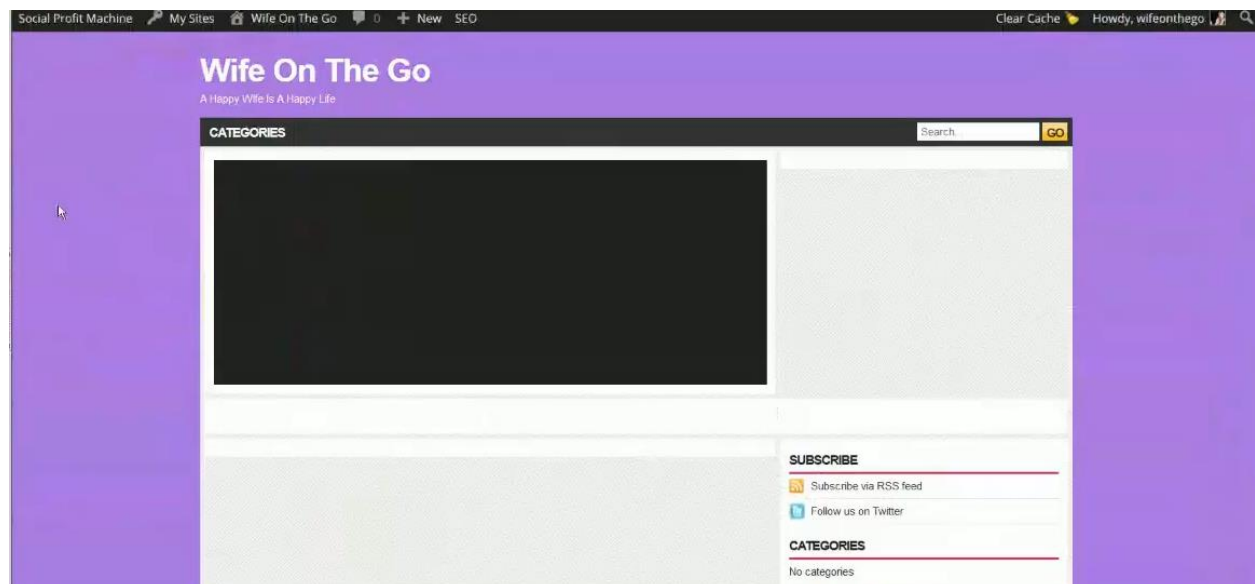 Social Profit Machine My Sites Wife On The Go 0 + New SEO Clear Cache Howdy, wifeonthego
Wife On The Go
A Happy Wife Is A Happy Life
CATEGORIES Search. GO
SUBSCRIBE
Subscribe via RSS feed
Follow us on Twitter
CATEGORIES
No categories